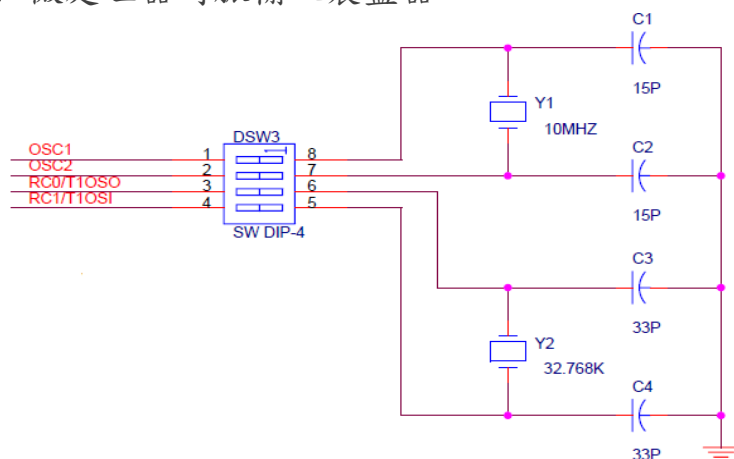 C1
15P
Y1
10MHZ
C2
15P
DSW3
OSC1 1 8
OSC2 2 7
RC0/T1OSO 3 6
RC1/T1OSI 4 5
1
SW DIP-4
C3
33P
Y2
32.768K
C4
33P